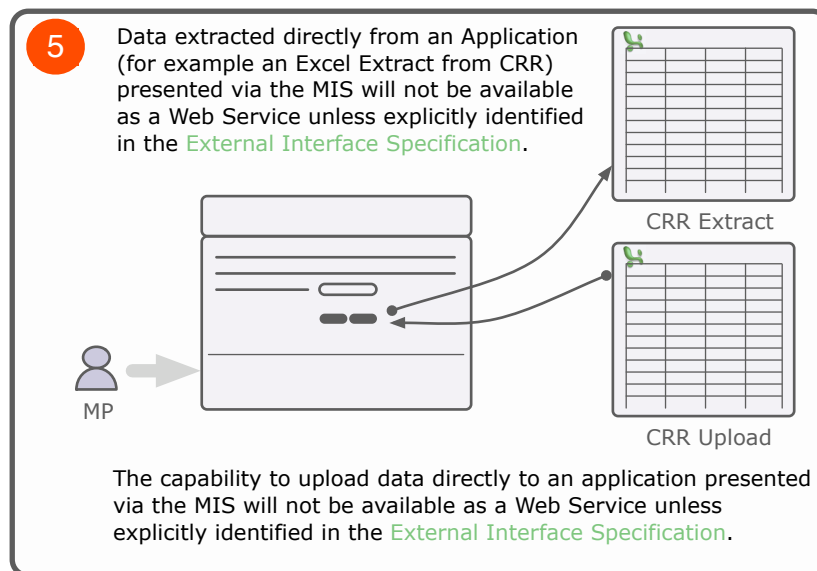 5
Data extracted directly from an Application
(for example an Excel Extract from CRR)
presented via the MIS will not be available
as a Web Service unless explicitly identified
in the External Interface Specification.
CRR Extract
MP
CRR Upload
The capability to upload data directly to an application presented
via the MIS will not be available as a Web Service unless
explicitly identified in the External Interface Specification.